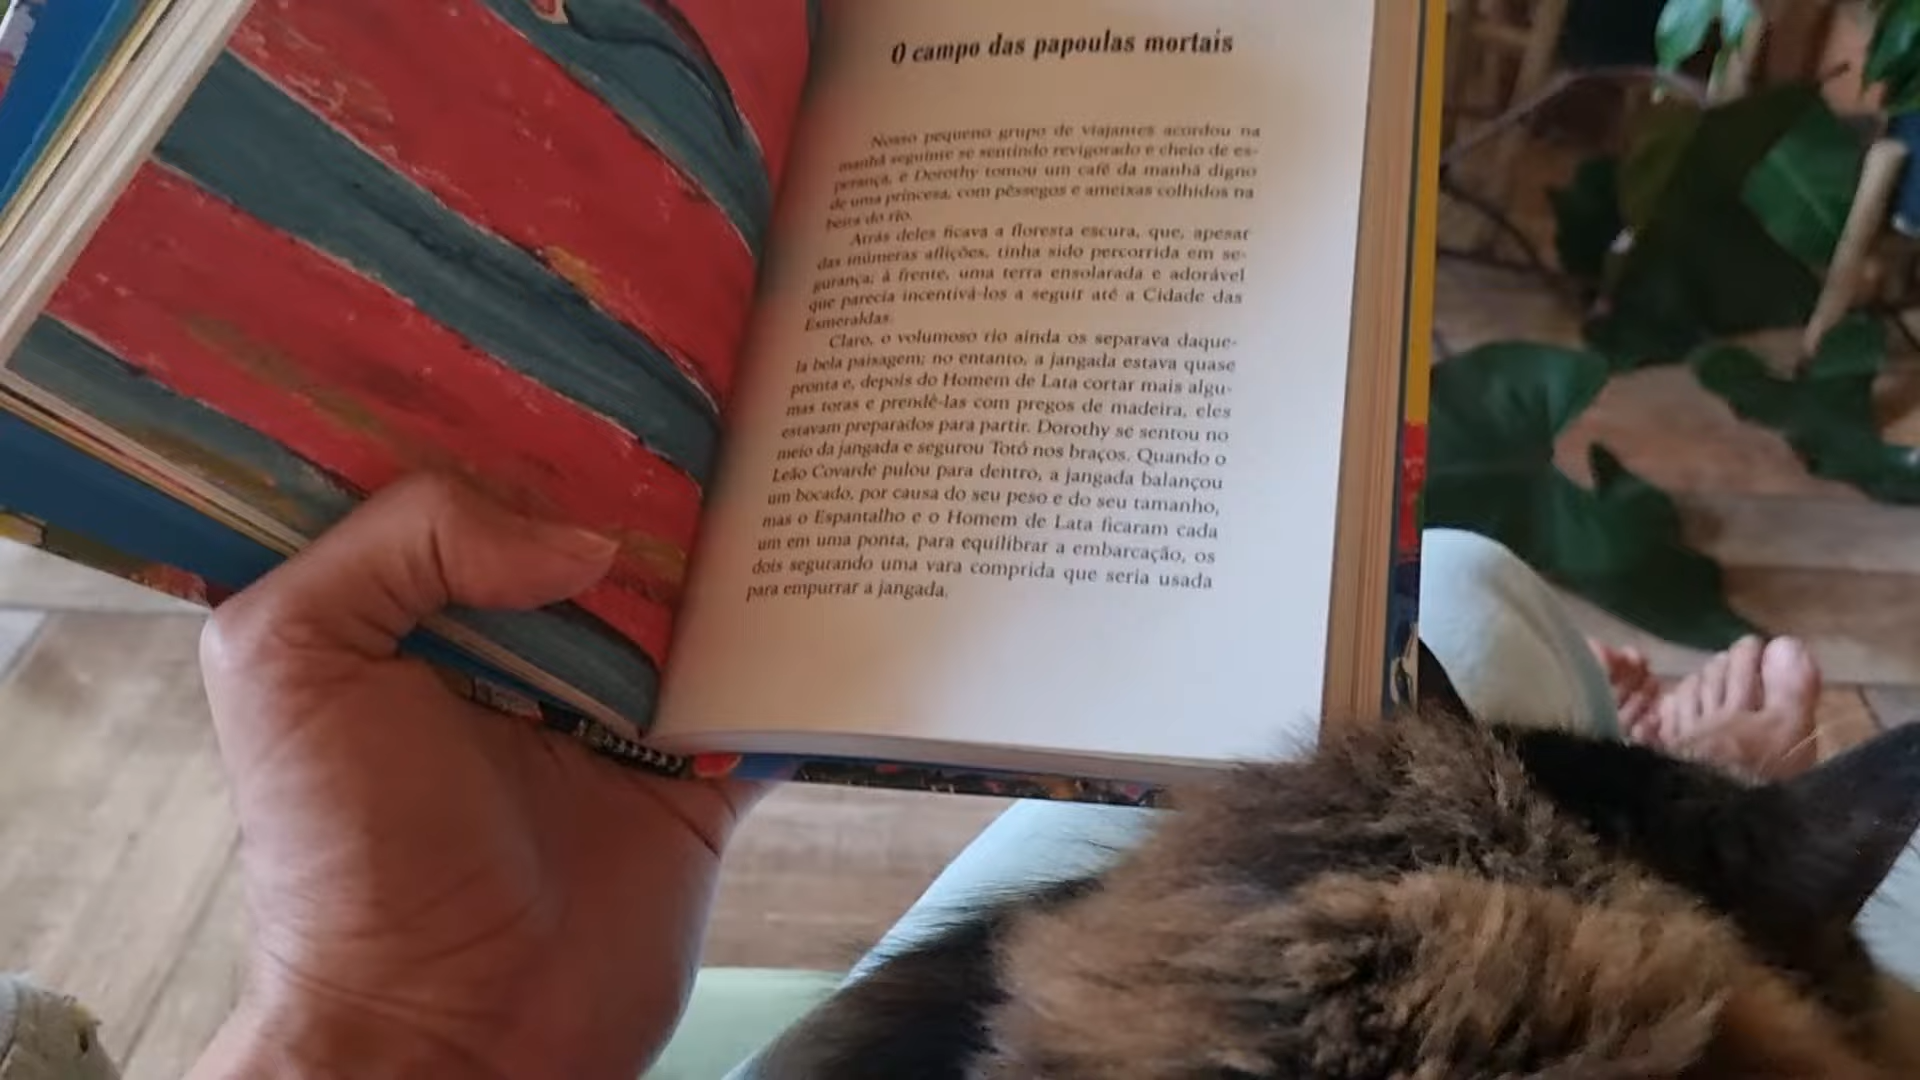 O campo das papoulas mortais
Nosso pequeno grupo de viajantes acordou na
manhã seguinte se sentindo revigorado e cheio de es-
perança, e Dorothy tomou um café da manhã digno
de uma princesa, com pêssegos e ameixas colhidos na
beira do rio.
Atrás deles ficava a floresta escura, que, apesar
das inúmeras aflições, tinha sido percorrida em se-
gurança; à frente, uma terra ensolarada e adorável
que parecia incentivá-los a seguir até a Cidade das
Esmeraldas.
Claro, o volumoso rio ainda os separava daque-
la bela paisagem; no entanto, a jangada estava quase
pronta e, depois do Homem de Lata cortar mais algu-
mas toras e prendê-las com pregos de madeira, eles
estavam preparados para partir. Dorothy se sentou no
meio da jangada e segurou Totó nos braços. Quando o
Leão Covarde pulou para dentro, a jangada balançou
um bocado, por causa do seu peso e do seu tamanho,
mas o Espantalho e o Homem de Lata ficaram cada
um em uma ponta, para equilibrar a embarcação, os
dois segurando uma vara comprida que seria usada
para empurrar a jangada.